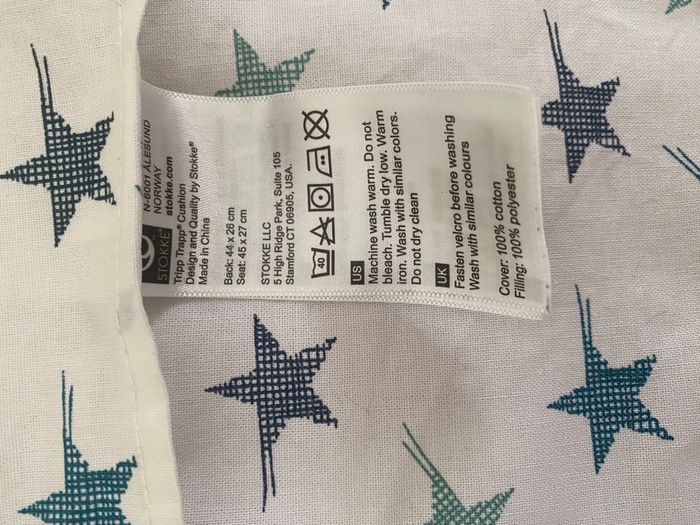 STOKKE
N-6001 ÅLESUND
NORWAY
stokke.com
Tripp Trapp® Cushion
Design and Quality by Stokke®
Made in China
Back: 44 x 26 cm
Seat: 45 x 27 cm
STOKKE LLC
5 High Ridge Park, Suite 105
Stamford CT 06905, USA.
40
US
Machine wash warm. Do not
bleach. Tumble dry low. Warm
iron. Wash with similar colors.
Do not dry clean
UK
Fasten velcro before washing
Wash with similar colours
Cover: 100% cotton
Filling: 100% polyester